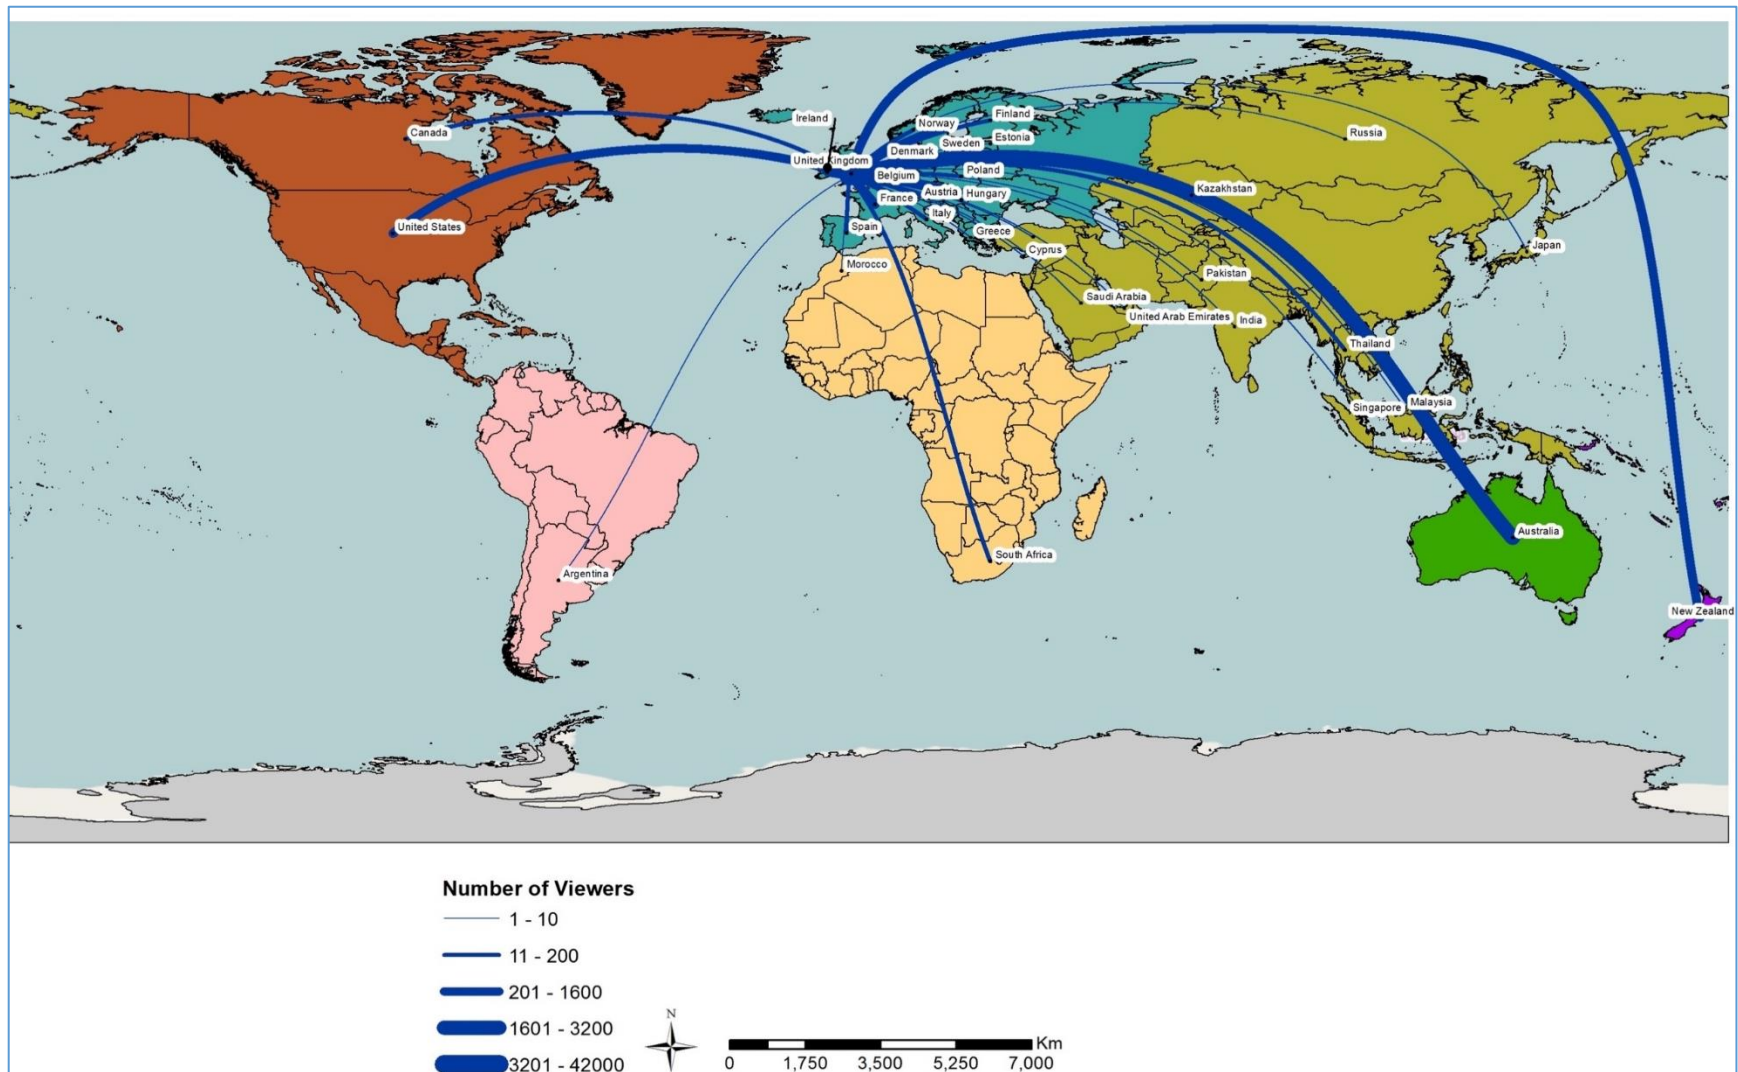 Ireland
Finland
Norway
Canada
Russia
Estonia
Sweden
Denmark
United Kingdom
Poland
Belgium
Kazakhstan
Austria
Hungary
France
Italy
United States
Spain
Greece
Japan
Cyprus
Morocco
Pakistan
Saudi Arabia
United Arab Emirates
India
Thailand
Malaysia
Singapore
Australia
South Africa
Argentina
New Zealand
Number of Viewers
1 - 10
11 - 200
201 - 1600
1601 - 3200
3201 - 42000
N
Km
0 1,750 3,500 5,250 7,000